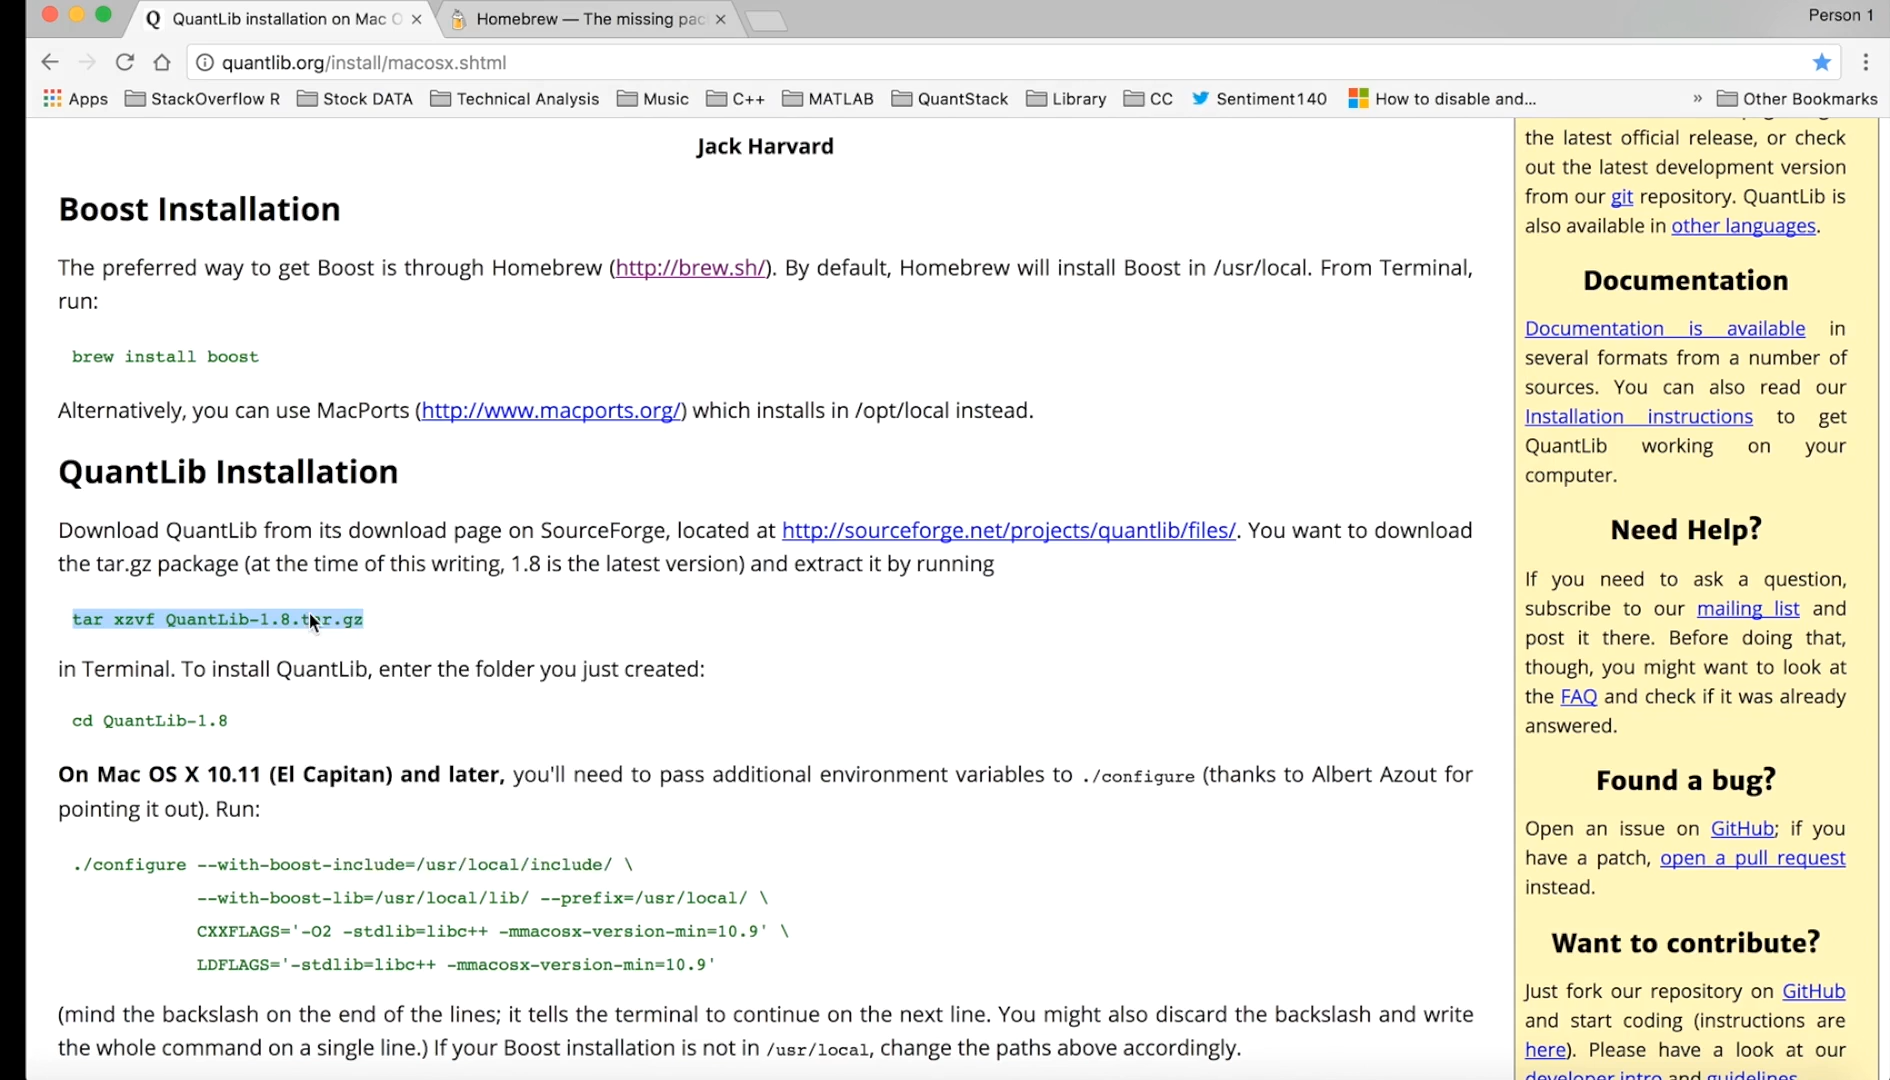 QuantLib installation on Mac O
Homebrew — The missing pac
Person 1
quantlib.org/install/macosx.shtml
Apps
StackOverflow R
Stock DATA
Technical Analysis
Music
C++
MATLAB
QuantStack
Library
CC
Sentiment140
How to disable and...
»
Other Bookmarks
Jack Harvard
Boost Installation
The preferred way to get Boost is through Homebrew (http://brew.sh/). By default, Homebrew will install Boost in /usr/local. From Terminal,
run:
brew install boost
Alternatively, you can use MacPorts (http://www.macports.org/) which installs in /opt/local instead.
QuantLib Installation
Download QuantLib from its download page on SourceForge, located at http://sourceforge.net/projects/quantlib/files/. You want to download
the tar.gz package (at the time of this writing, 1.8 is the latest version) and extract it by running
tar xzvf QuantLib-1.8.tar.gz
in Terminal. To install QuantLib, enter the folder you just created:
cd QuantLib-1.8
On Mac OS X 10.11 (El Capitan) and later, you'll need to pass additional environment variables to ./configure (thanks to Albert Azout for
pointing it out). Run:
./configure --with-boost-include=/usr/local/include/ \
--with-boost-lib=/usr/local/lib/ --prefix=/usr/local/ \
CXXFLAGS='-O2 -stdlib=libc++ -mmacosx-version-min=10.9' \
LDFLAGS='-stdlib=libc++ -mmacosx-version-min=10.9'
(mind the backslash on the end of the lines; it tells the terminal to continue on the next line. You might also discard the backslash and write
the whole command on a single line.) If your Boost installation is not in /usr/local, change the paths above accordingly.
the latest official release, or check
out the latest development version
from our git repository. QuantLib is
also available in other languages.
Documentation
Documentation is available in
several formats from a number of
sources. You can also read our
Installation instructions to get
QuantLib working on your
computer.
Need Help?
If you need to ask a question,
subscribe to our mailing list and
post it there. Before doing that,
though, you might want to look at
the FAQ and check if it was already
answered.
Found a bug?
Open an issue on GitHub; if you
have a patch, open a pull request
instead.
Want to contribute?
Just fork our repository on GitHub
and start coding (instructions are
here). Please have a look at our
developer intro and guidelines.